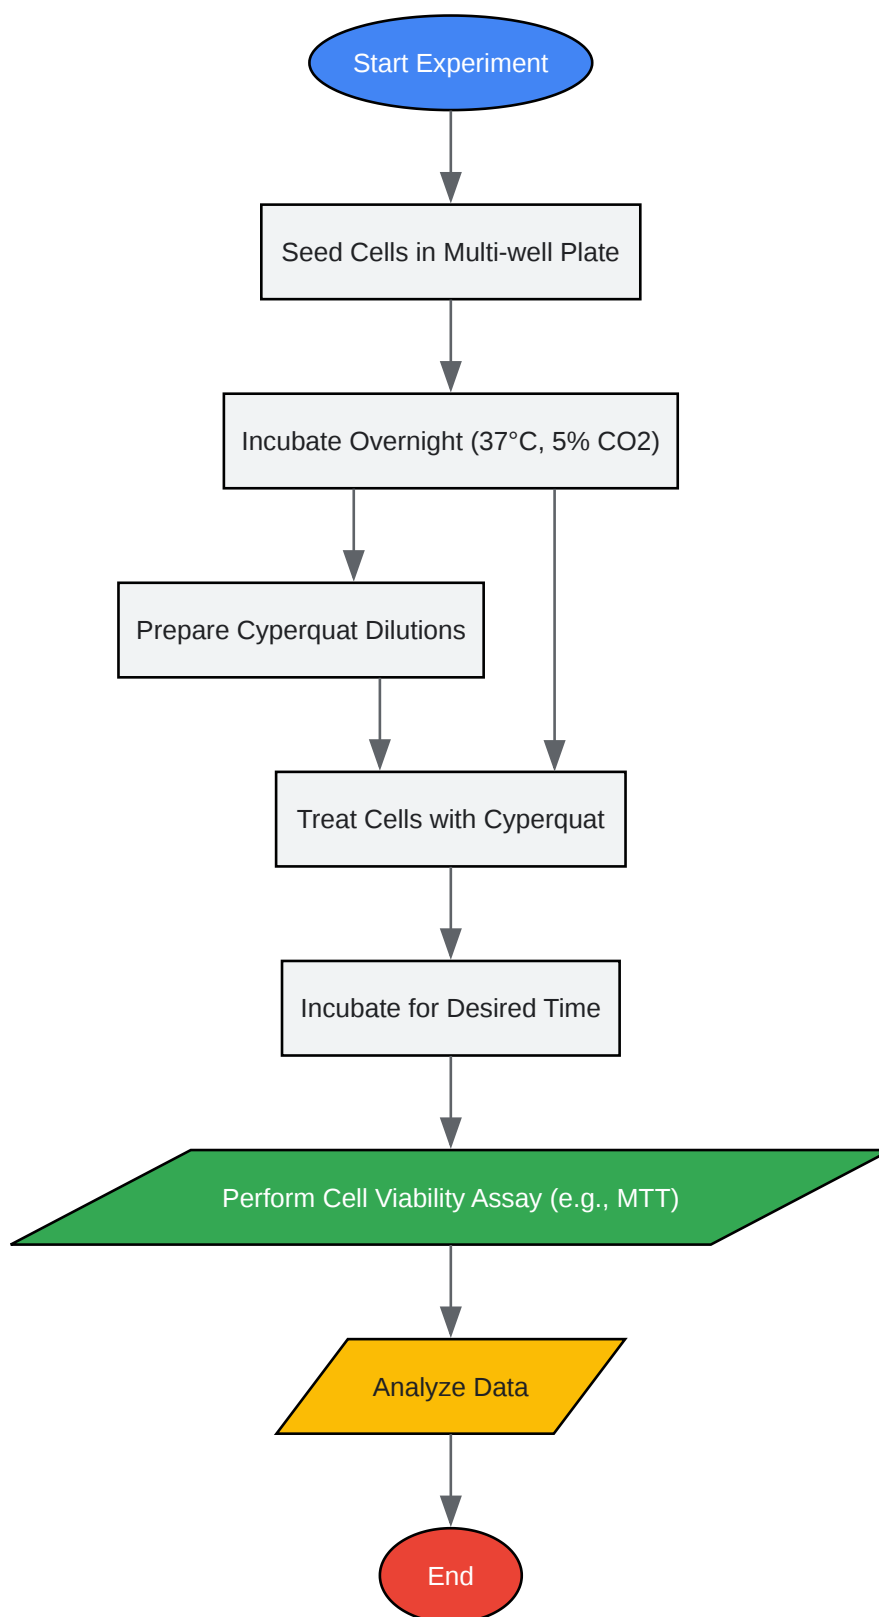 Start Experiment
Seed Cells in Multi-well Plate
Incubate Overnight (37°C, 5% CO2)
Prepare Cyperquat Dilutions
Treat Cells with Cyperquat
Incubate for Desired Time
Perform Cell Viability Assay (e.g., MTT)
Analyze Data
End